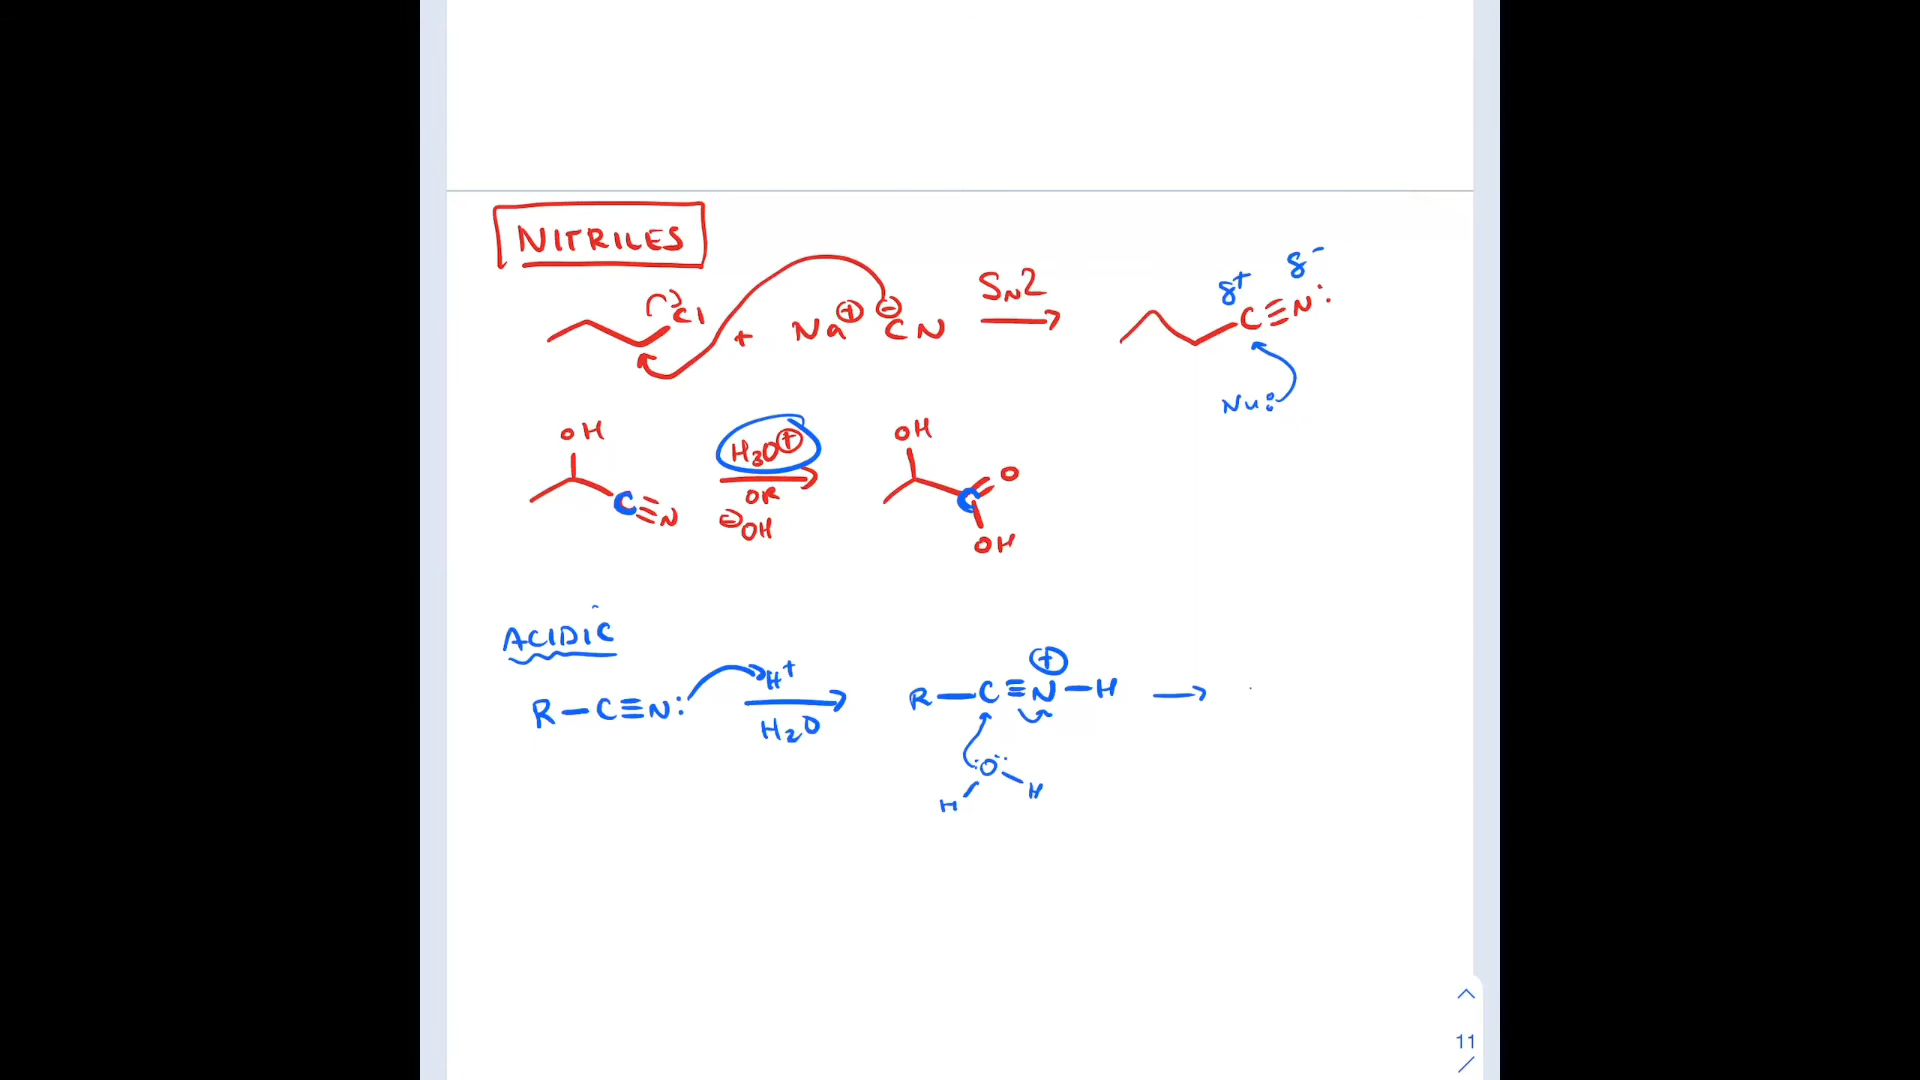 NITRILES
Cl + Na⊕ ⊖CN SN2 δ+ δ-
C≡N:
Nu:
OH H3O⊕ OH
C≡N OR C O
⊖OH OH
ACIDIC
R-C≡N: H+ R-C≡N-H ⊕
H2O
:O:
H H
11